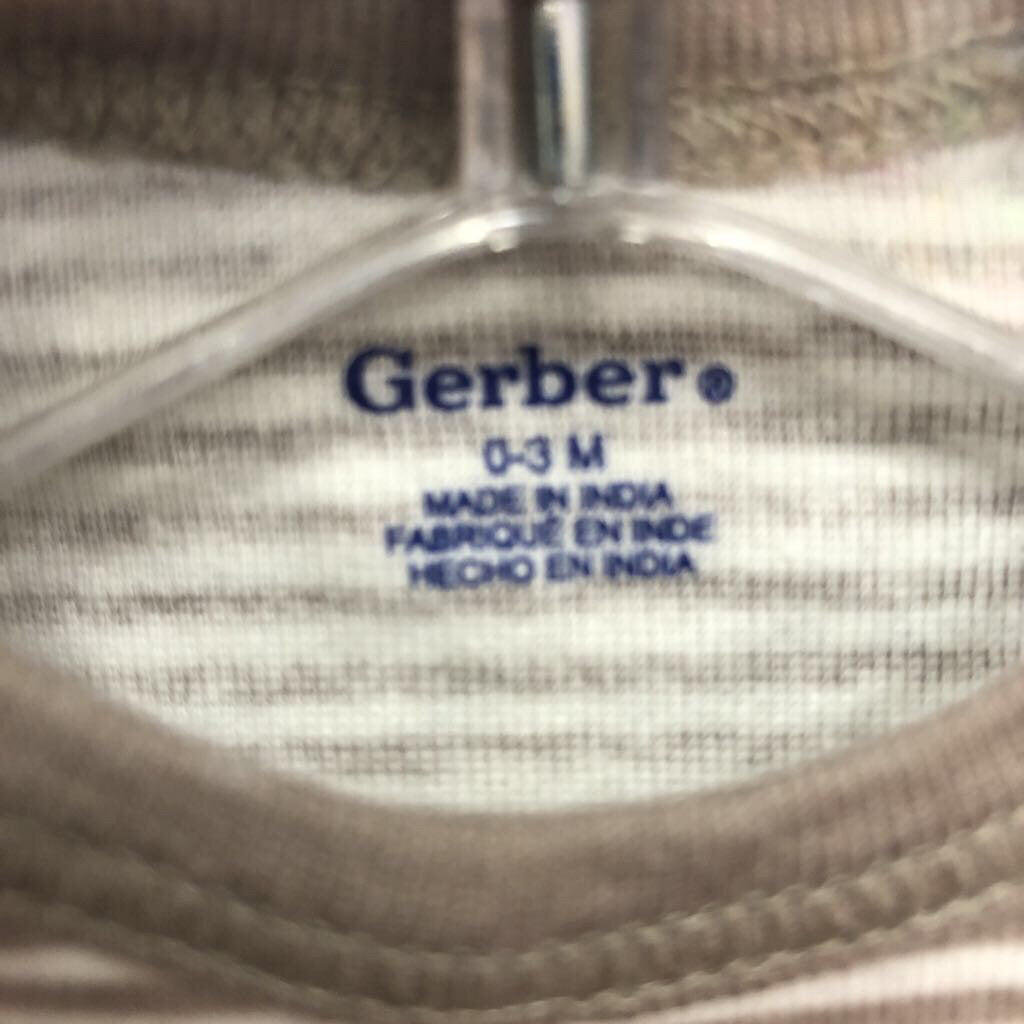 Gerber®
0-3 M
MADE IN INDIA
FABRIQUÉ EN INDE
HECHO EN INDIA